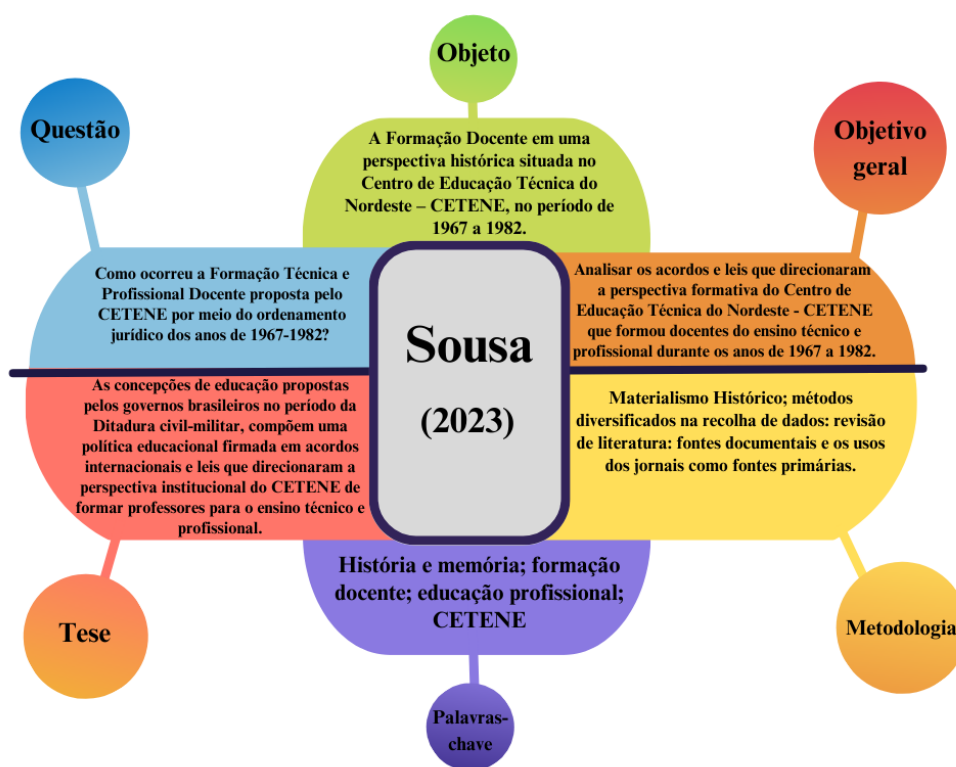 Objeto
A Formação Docente em uma
perspectiva histórica situada no
Centro de Educação Técnica do
Nordeste – CETENE, no período de
1967 a 1982.
Questão
Como ocorreu a Formação Técnica e
Profissional Docente proposta pelo
CETENE por meio do ordenamento
jurídico dos anos de 1967-1982?
Objetivo
geral
Analisar os acordos e leis que direcionaram
a perspectiva formativa do Centro de
Educação Técnica do Nordeste - CETENE
que formou docentes do ensino técnico e
profissional durante os anos de 1967 a 1982.
Sousa
(2023)
As concepções de educação propostas
pelos governos brasileiros no período da
Ditadura civil-militar, compõem uma
política educacional firmada em acordos
internacionais e leis que direcionaram a
perspectiva institucional do CETENE de
formar professores para o ensino técnico e
profissional.
Tese
Materialismo Histórico; métodos
diversificados na recolha de dados: revisão
de literatura: fontes documentais e os usos
dos jornais como fontes primárias.
Metodologia
História e memória; formação
docente; educação profissional;
CETENE
Palavras-
chave